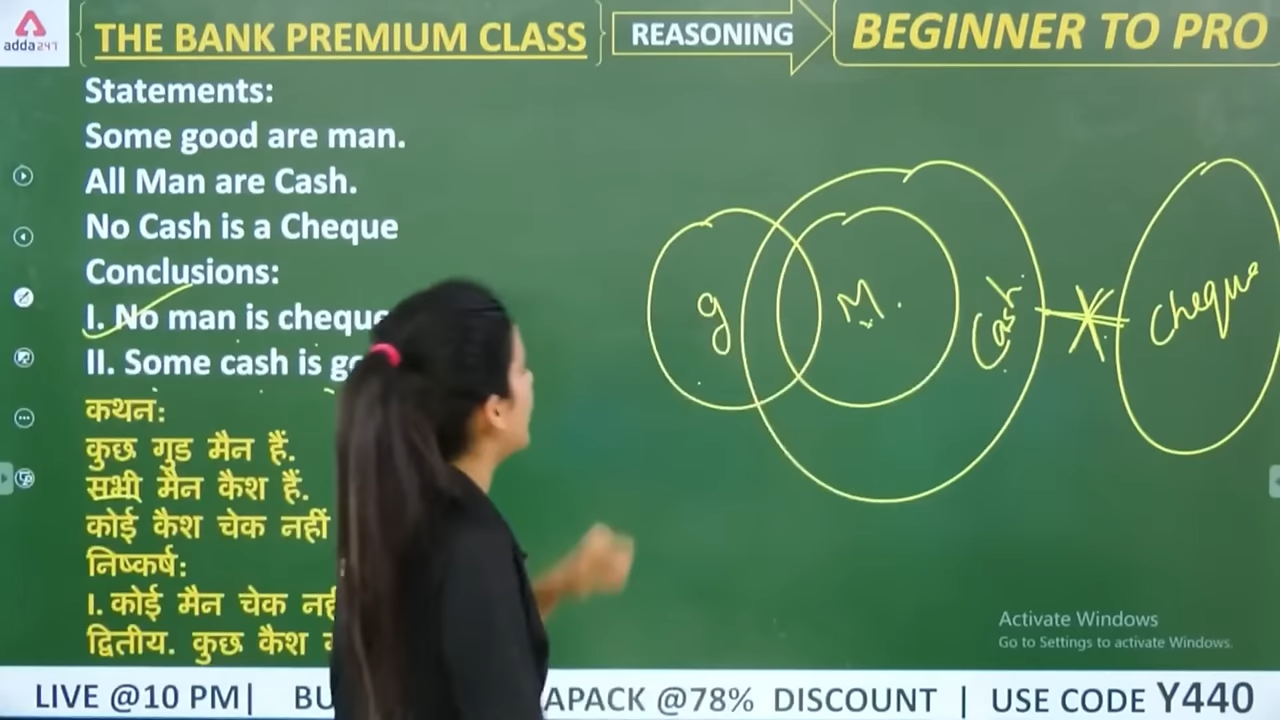 adda247
THE BANK PREMIUM CLASS
REASONING
BEGINNER TO PRO
Statements:
Some good are man.
All Man are Cash.
No Cash is a Cheque
Conclusions:
I. No man is cheque
II. Some cash is
कथन:
कुछ गुड मैन हैं.
सभी मैन कैश हैं.
कोई कैश चेक नहीं
निष्कर्ष:
I. कोई मैन चेक
द्वितीय. कुछ कैश
g
M.
Cash
Cheque
Activate Windows
Go to Settings to activate Windows.
LIVE @10 PM| APACK @78% DISCOUNT | USE CODE Y440